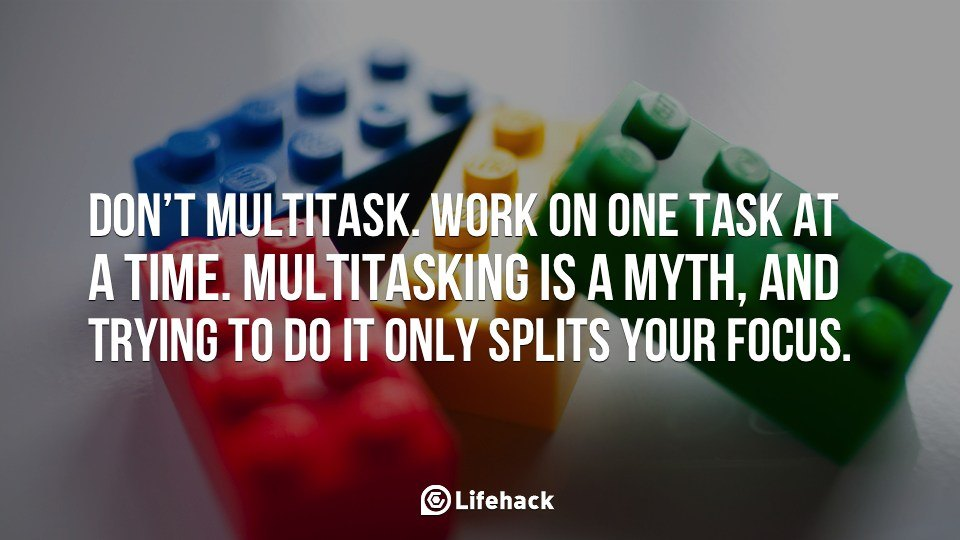 DON’T MULTITASK. WORK ON ONE TASK AT
A TIME. MULTITASKING IS A MYTH, AND
TRYING TO DO IT ONLY SPLITS YOUR FOCUS.
Lifehack